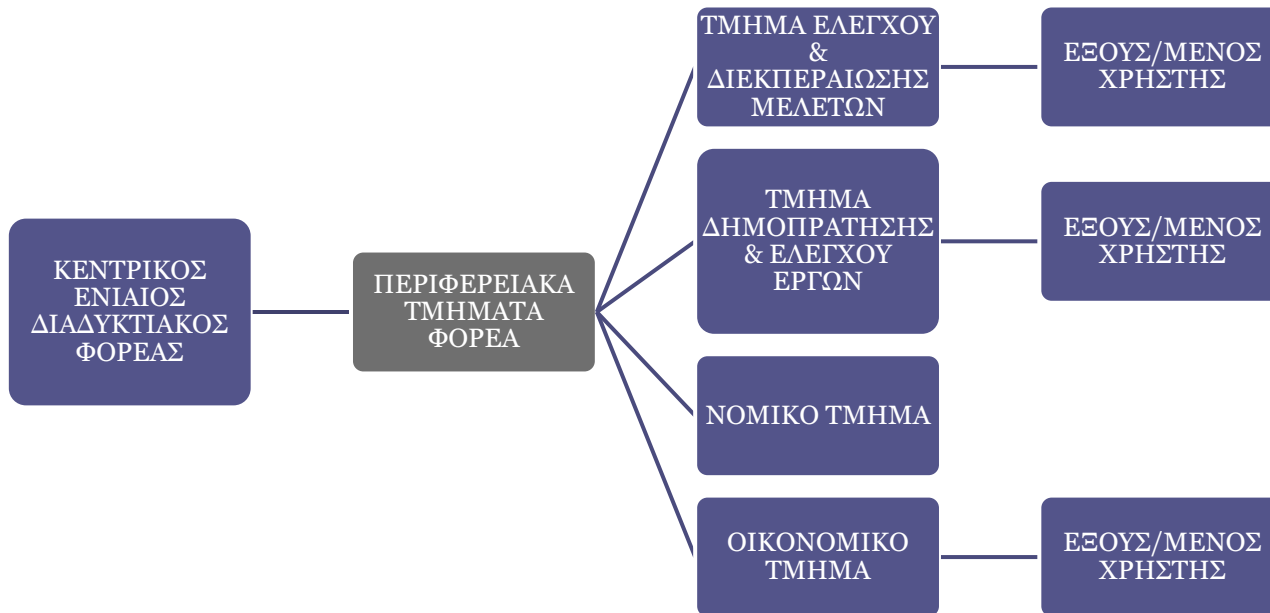 ΚΕΝΤΡΙΚΟΣ
ΕΝΙΑΙΟΣ
ΔΙΑΔΥΚΤΙΑΚΟΣ
ΦΟΡΕΑΣ
ΠΕΡΙΦΕΡΕΙΑΚΑ
ΤΜΗΜΑΤΑ
ΦΟΡΕΑ
ΤΜΗΜΑ ΕΛΕΓΧΟΥ
&
ΔΙΕΚΠΕΡΑΙΩΣΗΣ
ΜΕΛΕΤΩΝ
ΕΞΟΥΣ/ΜΕΝΟΣ
ΧΡΗΣΤΗΣ
ΤΜΗΜΑ
ΔΗΜΟΠΡΑΤΗΣΗΣ
& ΕΛΕΓΧΟΥ
ΕΡΓΩΝ
ΕΞΟΥΣ/ΜΕΝΟΣ
ΧΡΗΣΤΗΣ
ΝΟΜΙΚΟ ΤΜΗΜΑ
ΟΙΚΟΝΟΜΙΚΟ
ΤΜΗΜΑ
ΕΞΟΥΣ/ΜΕΝΟΣ
ΧΡΗΣΤΗΣ